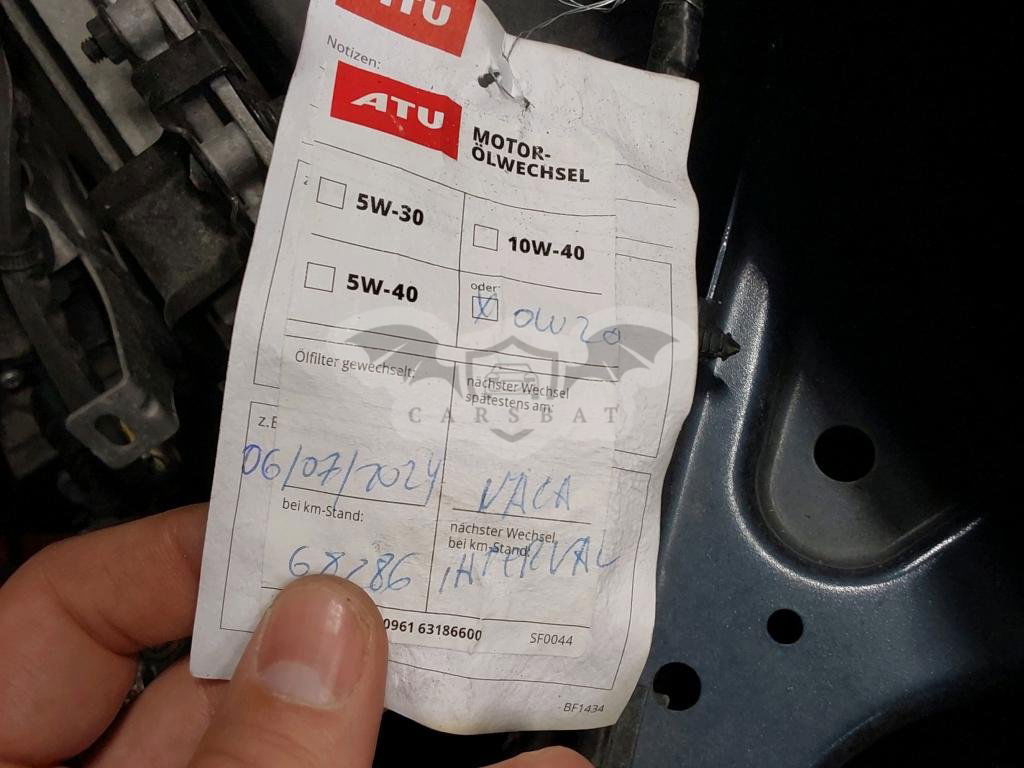 ATU
Notizen:
ATU
MOTOR-
ÖLWECHSEL
5W-30
10W-40
5W-40
oder:
X 0W20
Ölfilter gewechselt:
nächster Wechsel
spätestens am:
CARSBAT
z.B
06/07/2024
NACH
bei km-Stand:
nächster Wechsel
bei km-Stand:
68286
INTERVAL
0961 63186600
SF0044
BF1434